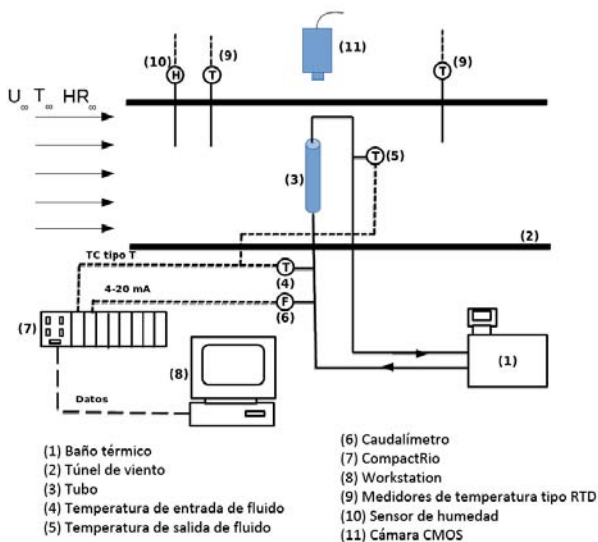 (11)
(10)
(9)
(9)
H
T
T
U∞ T∞ HR∞
(3)
T
(5)
(2)
TC tipo T
T
(4)
4-20 mA
F
(6)
(7)
(8)
(1)
Datos
(1) Baño térmico
(2) Túnel de viento
(3) Tubo
(4) Temperatura de entrada de fluido
(5) Temperatura de salida de fluido
(6) Caudalímetro
(7) CompactRio
(8) Workstation
(9) Medidores de temperatura tipo RTD
(10) Sensor de humedad
(11) Cámara CMOS